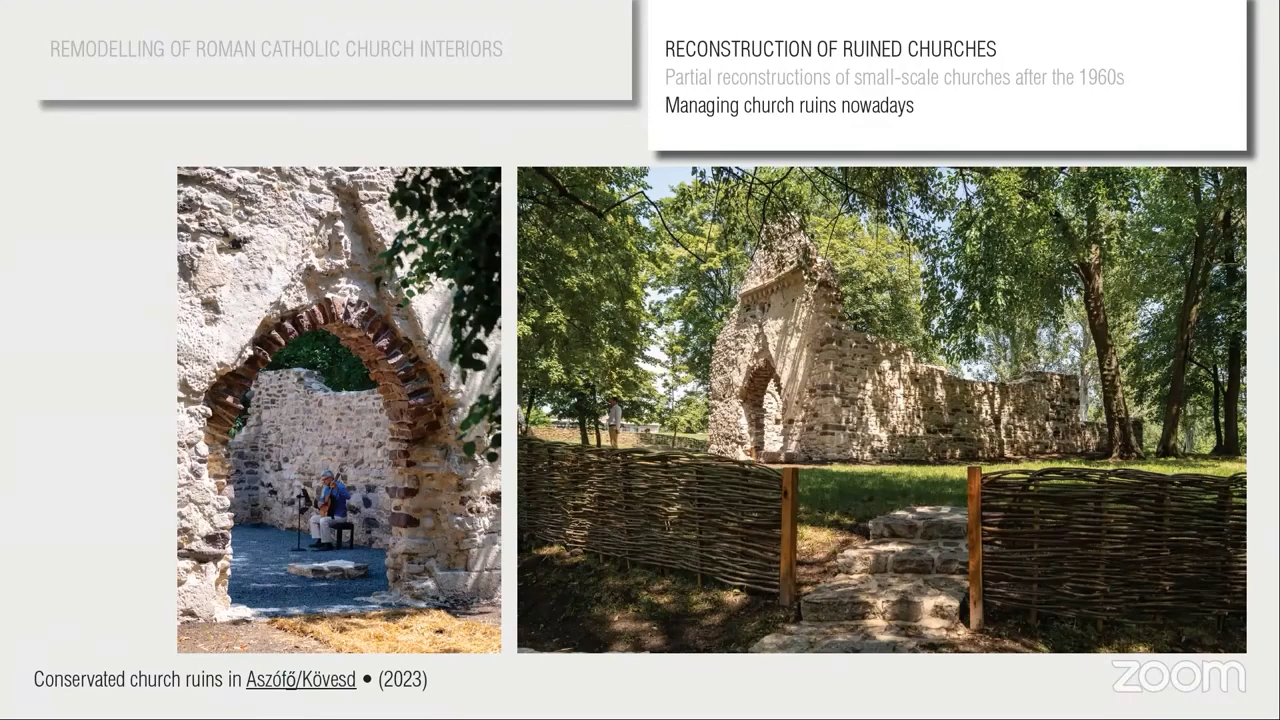 REMODELLING OF ROMAN CATHOLIC CHURCH INTERIORS
RECONSTRUCTION OF RUINED CHURCHES
Partial reconstructions of small-scale churches after the 1960s
Managing church ruins nowadays
Conserved church ruins in Aszófő/Kövesd • (2023)
zoom